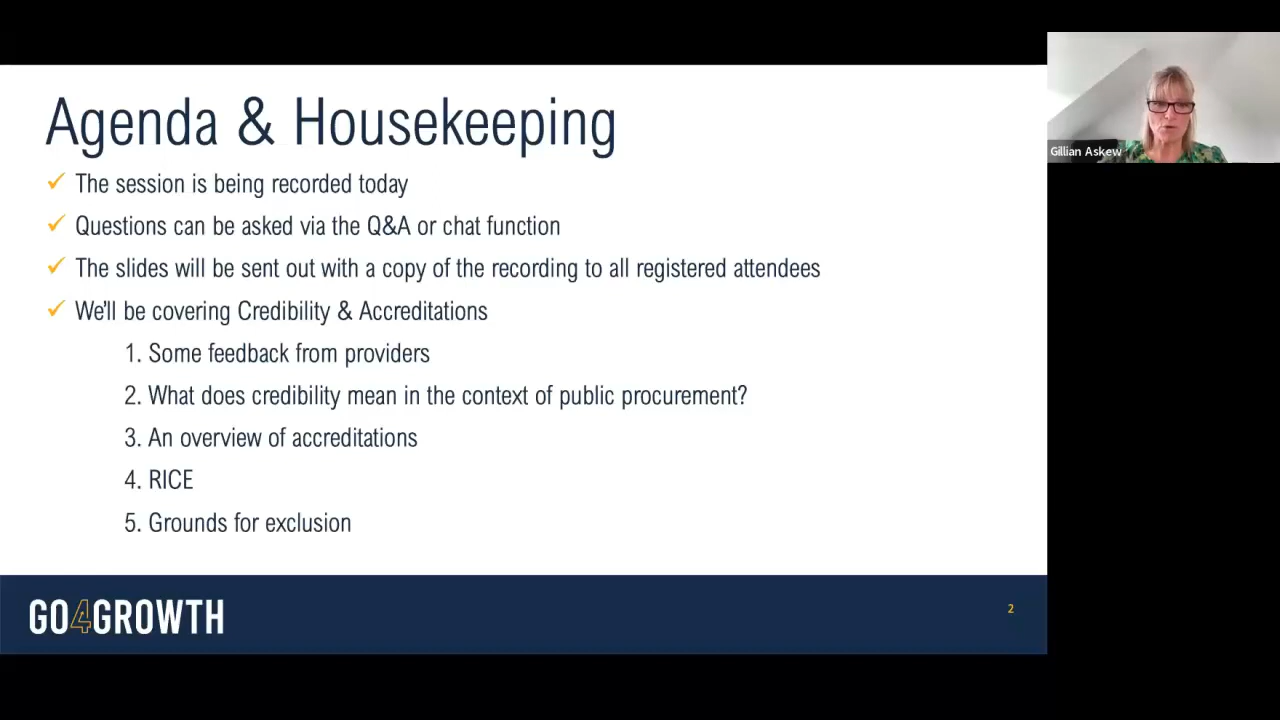 Agenda & Housekeeping
✓ The session is being recorded today
✓ Questions can be asked via the Q&A or chat function
✓ The slides will be sent out with a copy of the recording to all registered attendees
✓ We'll be covering Credibility & Accreditations
1. Some feedback from providers
2. What does credibility mean in the context of public procurement?
3. An overview of accreditations
4. RICE
5. Grounds for exclusion
GO4GROWTH
2
Gillian Askew